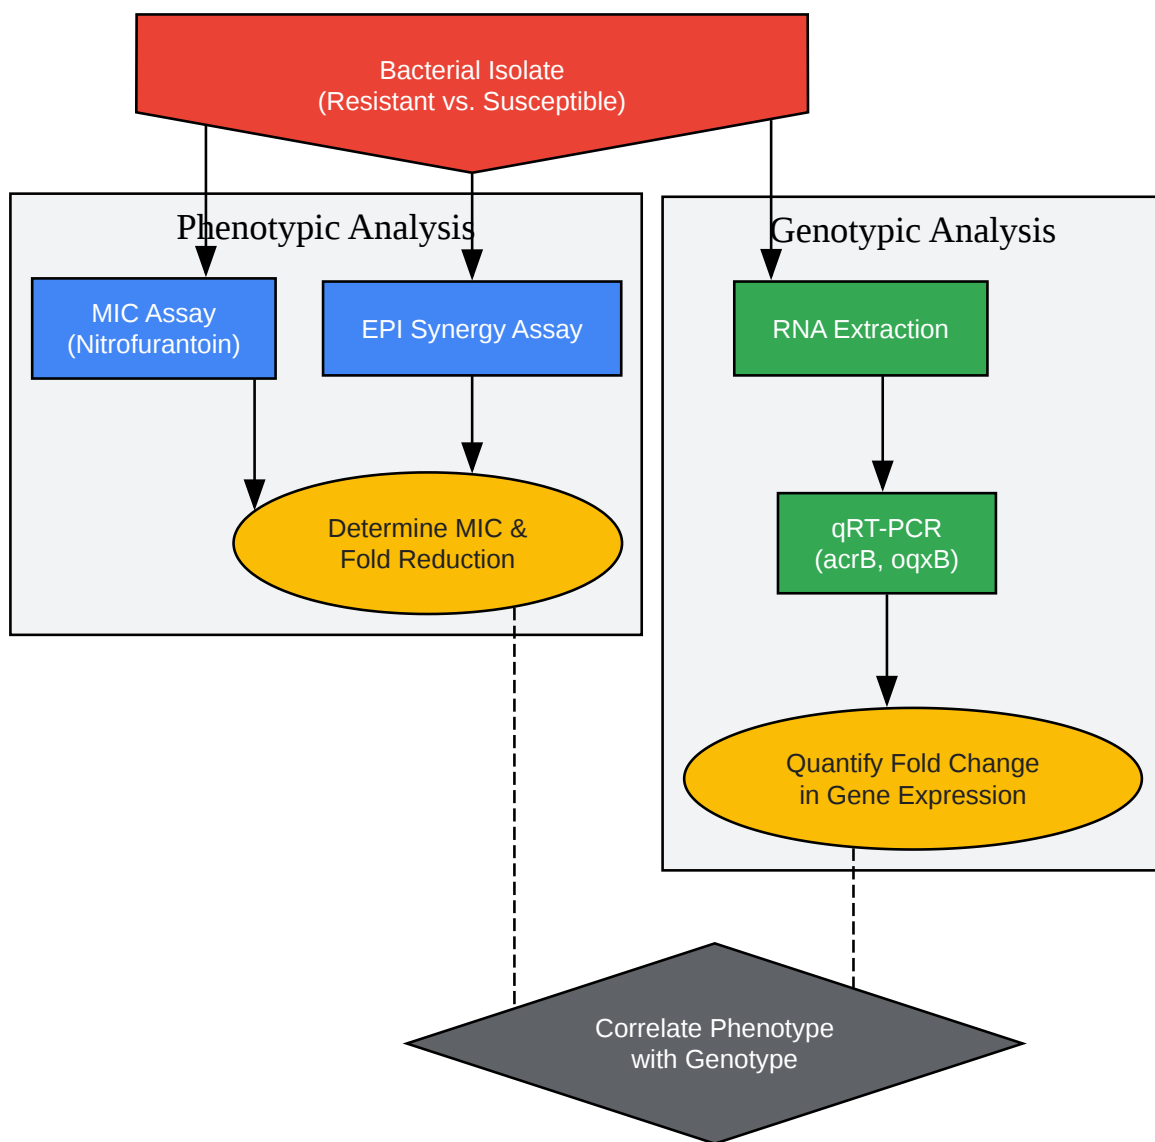 Bacterial Isolate
(Resistant vs. Susceptible)
Phenotypic Analysis
Genotypic Analysis
MIC Assay
(Nitrofurantoin)
EPI Synergy Assay
RNA Extraction
Determine MIC &
Fold Reduction
qRT-PCR
(acrB, oqxB)
Quantify Fold Change
in Gene Expression
Correlate Phenotype
with Genotype